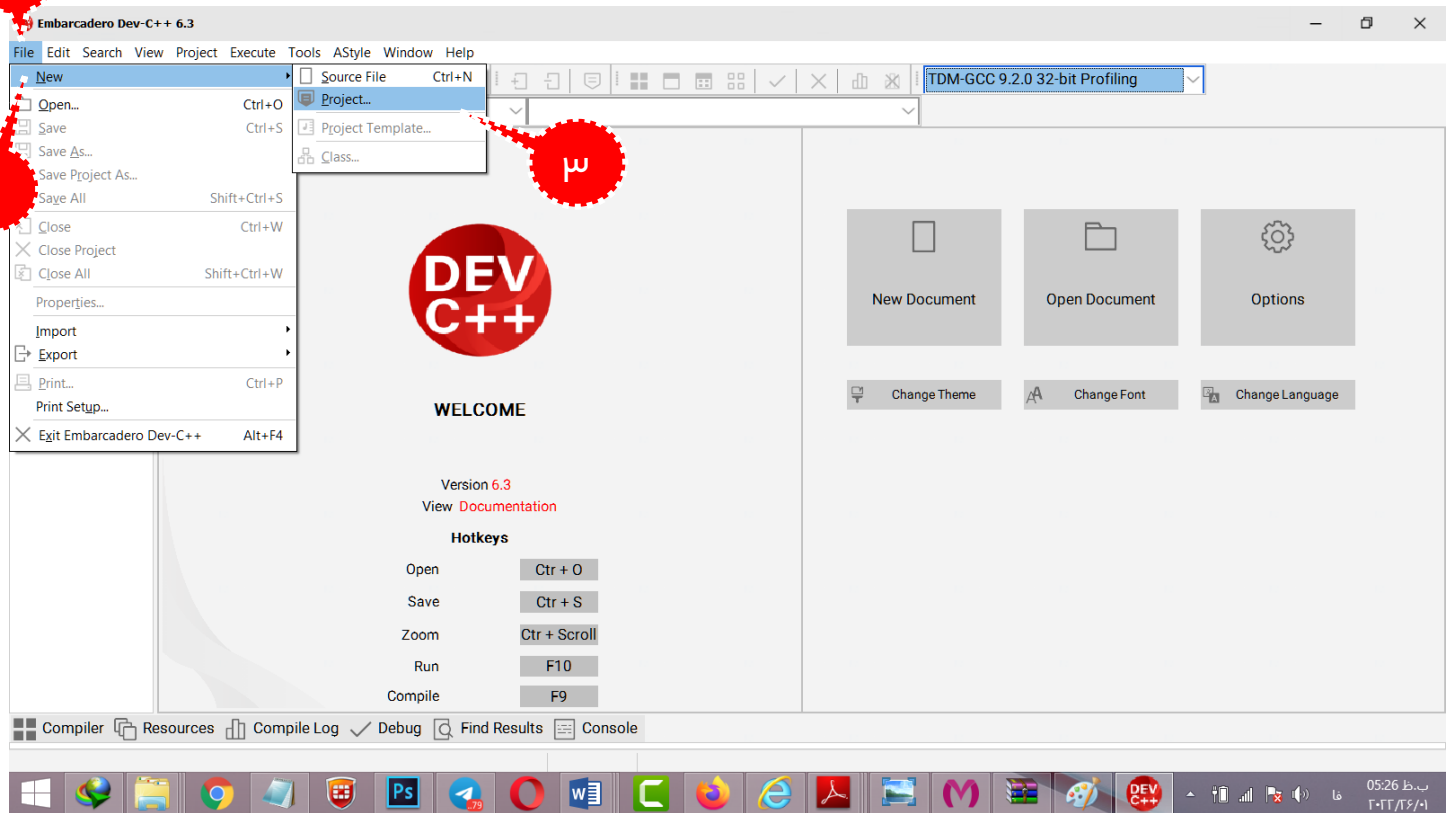 Embarcadero Dev-C++ 6.3
File Edit Search View Project Execute Tools AStyle Window Help
New
Source File Ctrl+N
TDM-GCC 9.2.0 32-bit Profiling
Project...
Project Template...
Class...
۳
Open... Ctrl+O
Save Ctrl+S
Save As...
Save Project As...
Save All Shift+Ctrl+S
Close Ctrl+W
Close Project
Close All Shift+Ctrl+W
Properties...
Import
Export
Print... Ctrl+P
Print Setup...
Exit Embarcadero Dev-C++ Alt+F4
DEV
C++
WELCOME
Version 6.3
View Documentation
Hotkeys
Open Ctr + O
Save Ctr + S
Zoom Ctr + Scroll
Run F10
Compile F9
New Document Open Document Options
Change Theme Change Font Change Language
Compiler Resources Compile Log Debug Find Results Console
Ps
79
DEV
C++
فا
05:26 ب.ظ